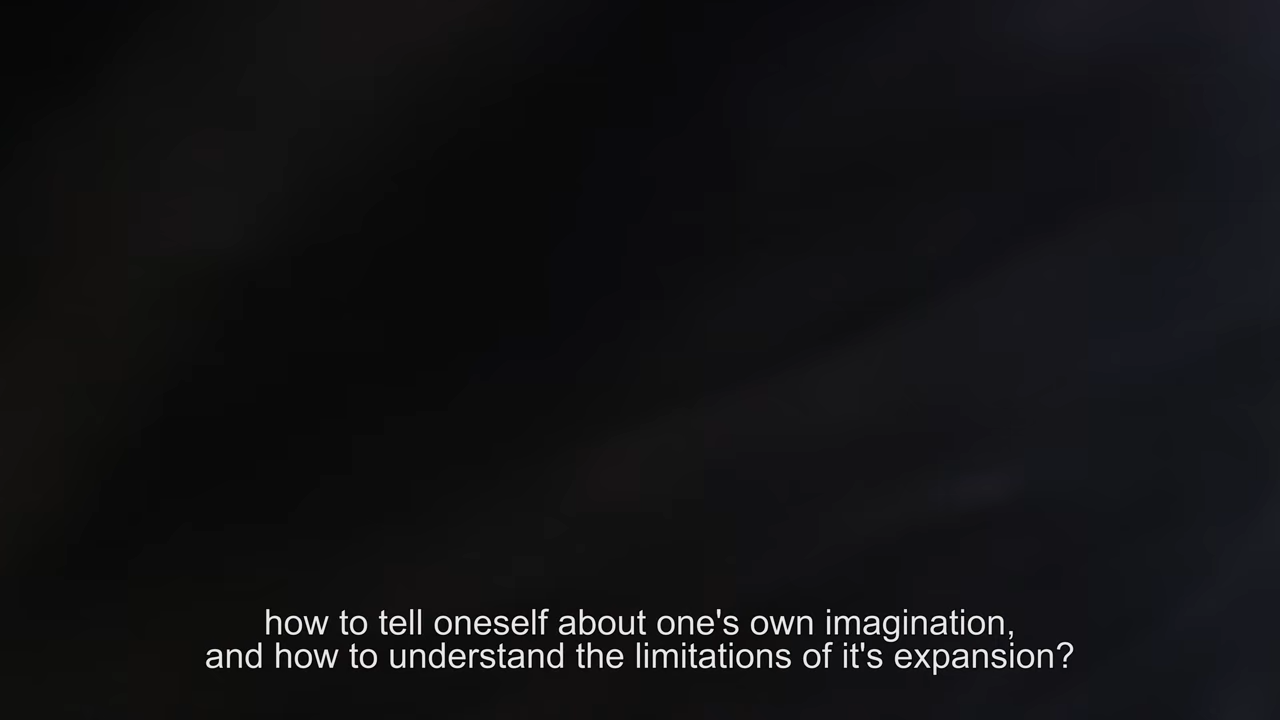 how to tell oneself about one's own imagination,
and how to understand the limitations of it's expansion?